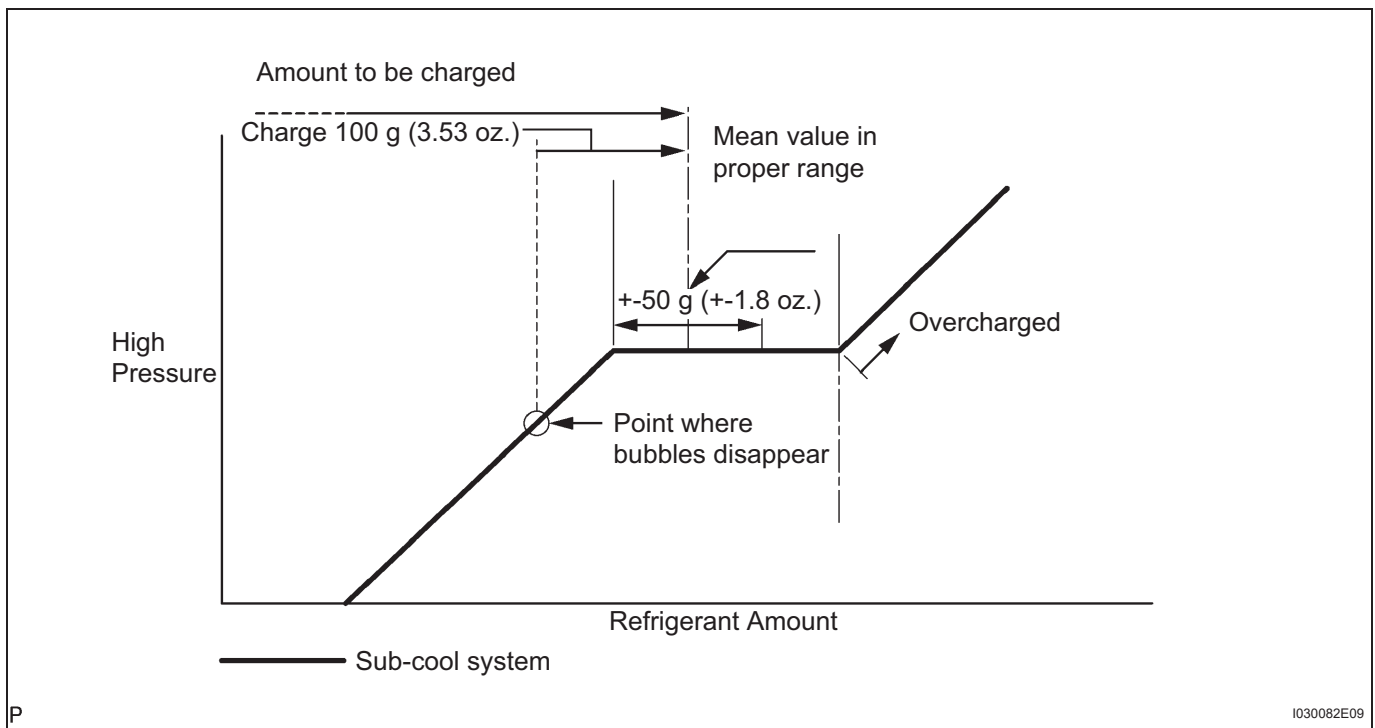 Amount to be charged
Charge 100 g (3.53 oz.)
Mean value in
proper range
+-50 g (+-1.8 oz.)
Overcharged
High
Pressure
Point where
bubbles disappear
Refrigerant Amount
Sub-cool system
P
I030082E09